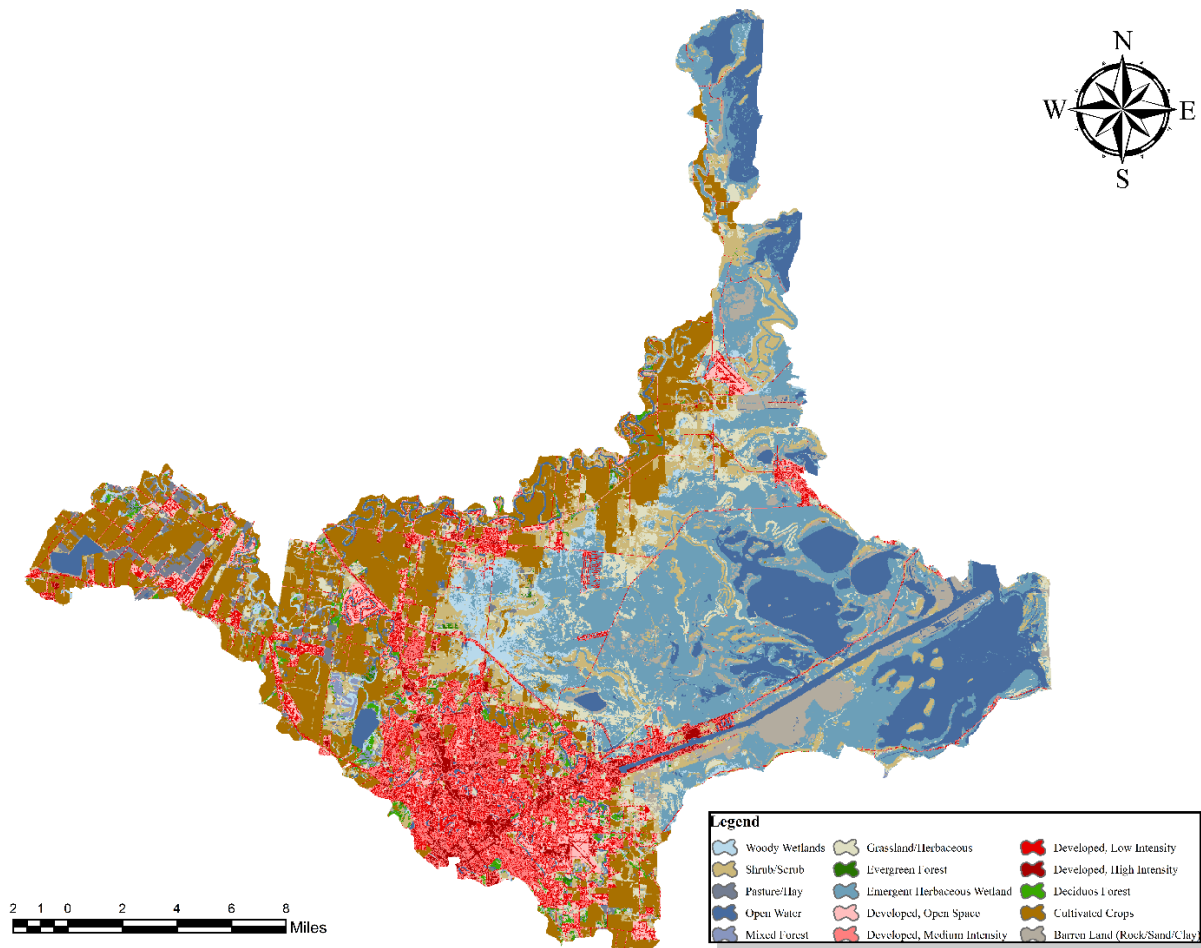 N
W E
S
Legend
Woody Wetlands Grassland/Herbaceous Developed, Low Intensity
Shrub/Scrub Evergreen Forest Developed, High Intensity
Pasture/Hay Emergent Herbaceous Wetland Deciduos Forest
Open Water Developed, Open Space Cultivated Crops
Mixed Forest Developed, Medium Intensity Barren Land (Rock/Sand/Clay)
2 1 0 2 4 6 8
Miles